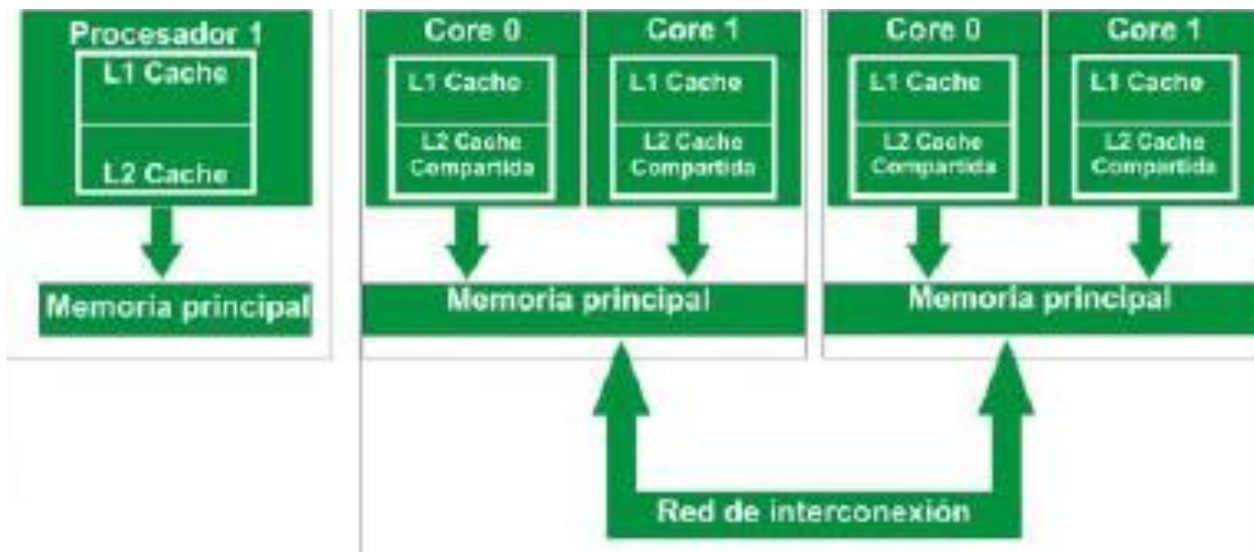 Procesador 1
L1 Cache
L2 Cache
Memoria principal
Core 0
Core 1
L1 Cache
L1 Cache
L2 Cache
Compartida
L2 Cache
Compartida
Memoria principal
Core 0
Core 1
L1 Cache
L1 Cache
L2 Cache
Compartida
L2 Cache
Compartida
Memoria principal
Red de interconexión